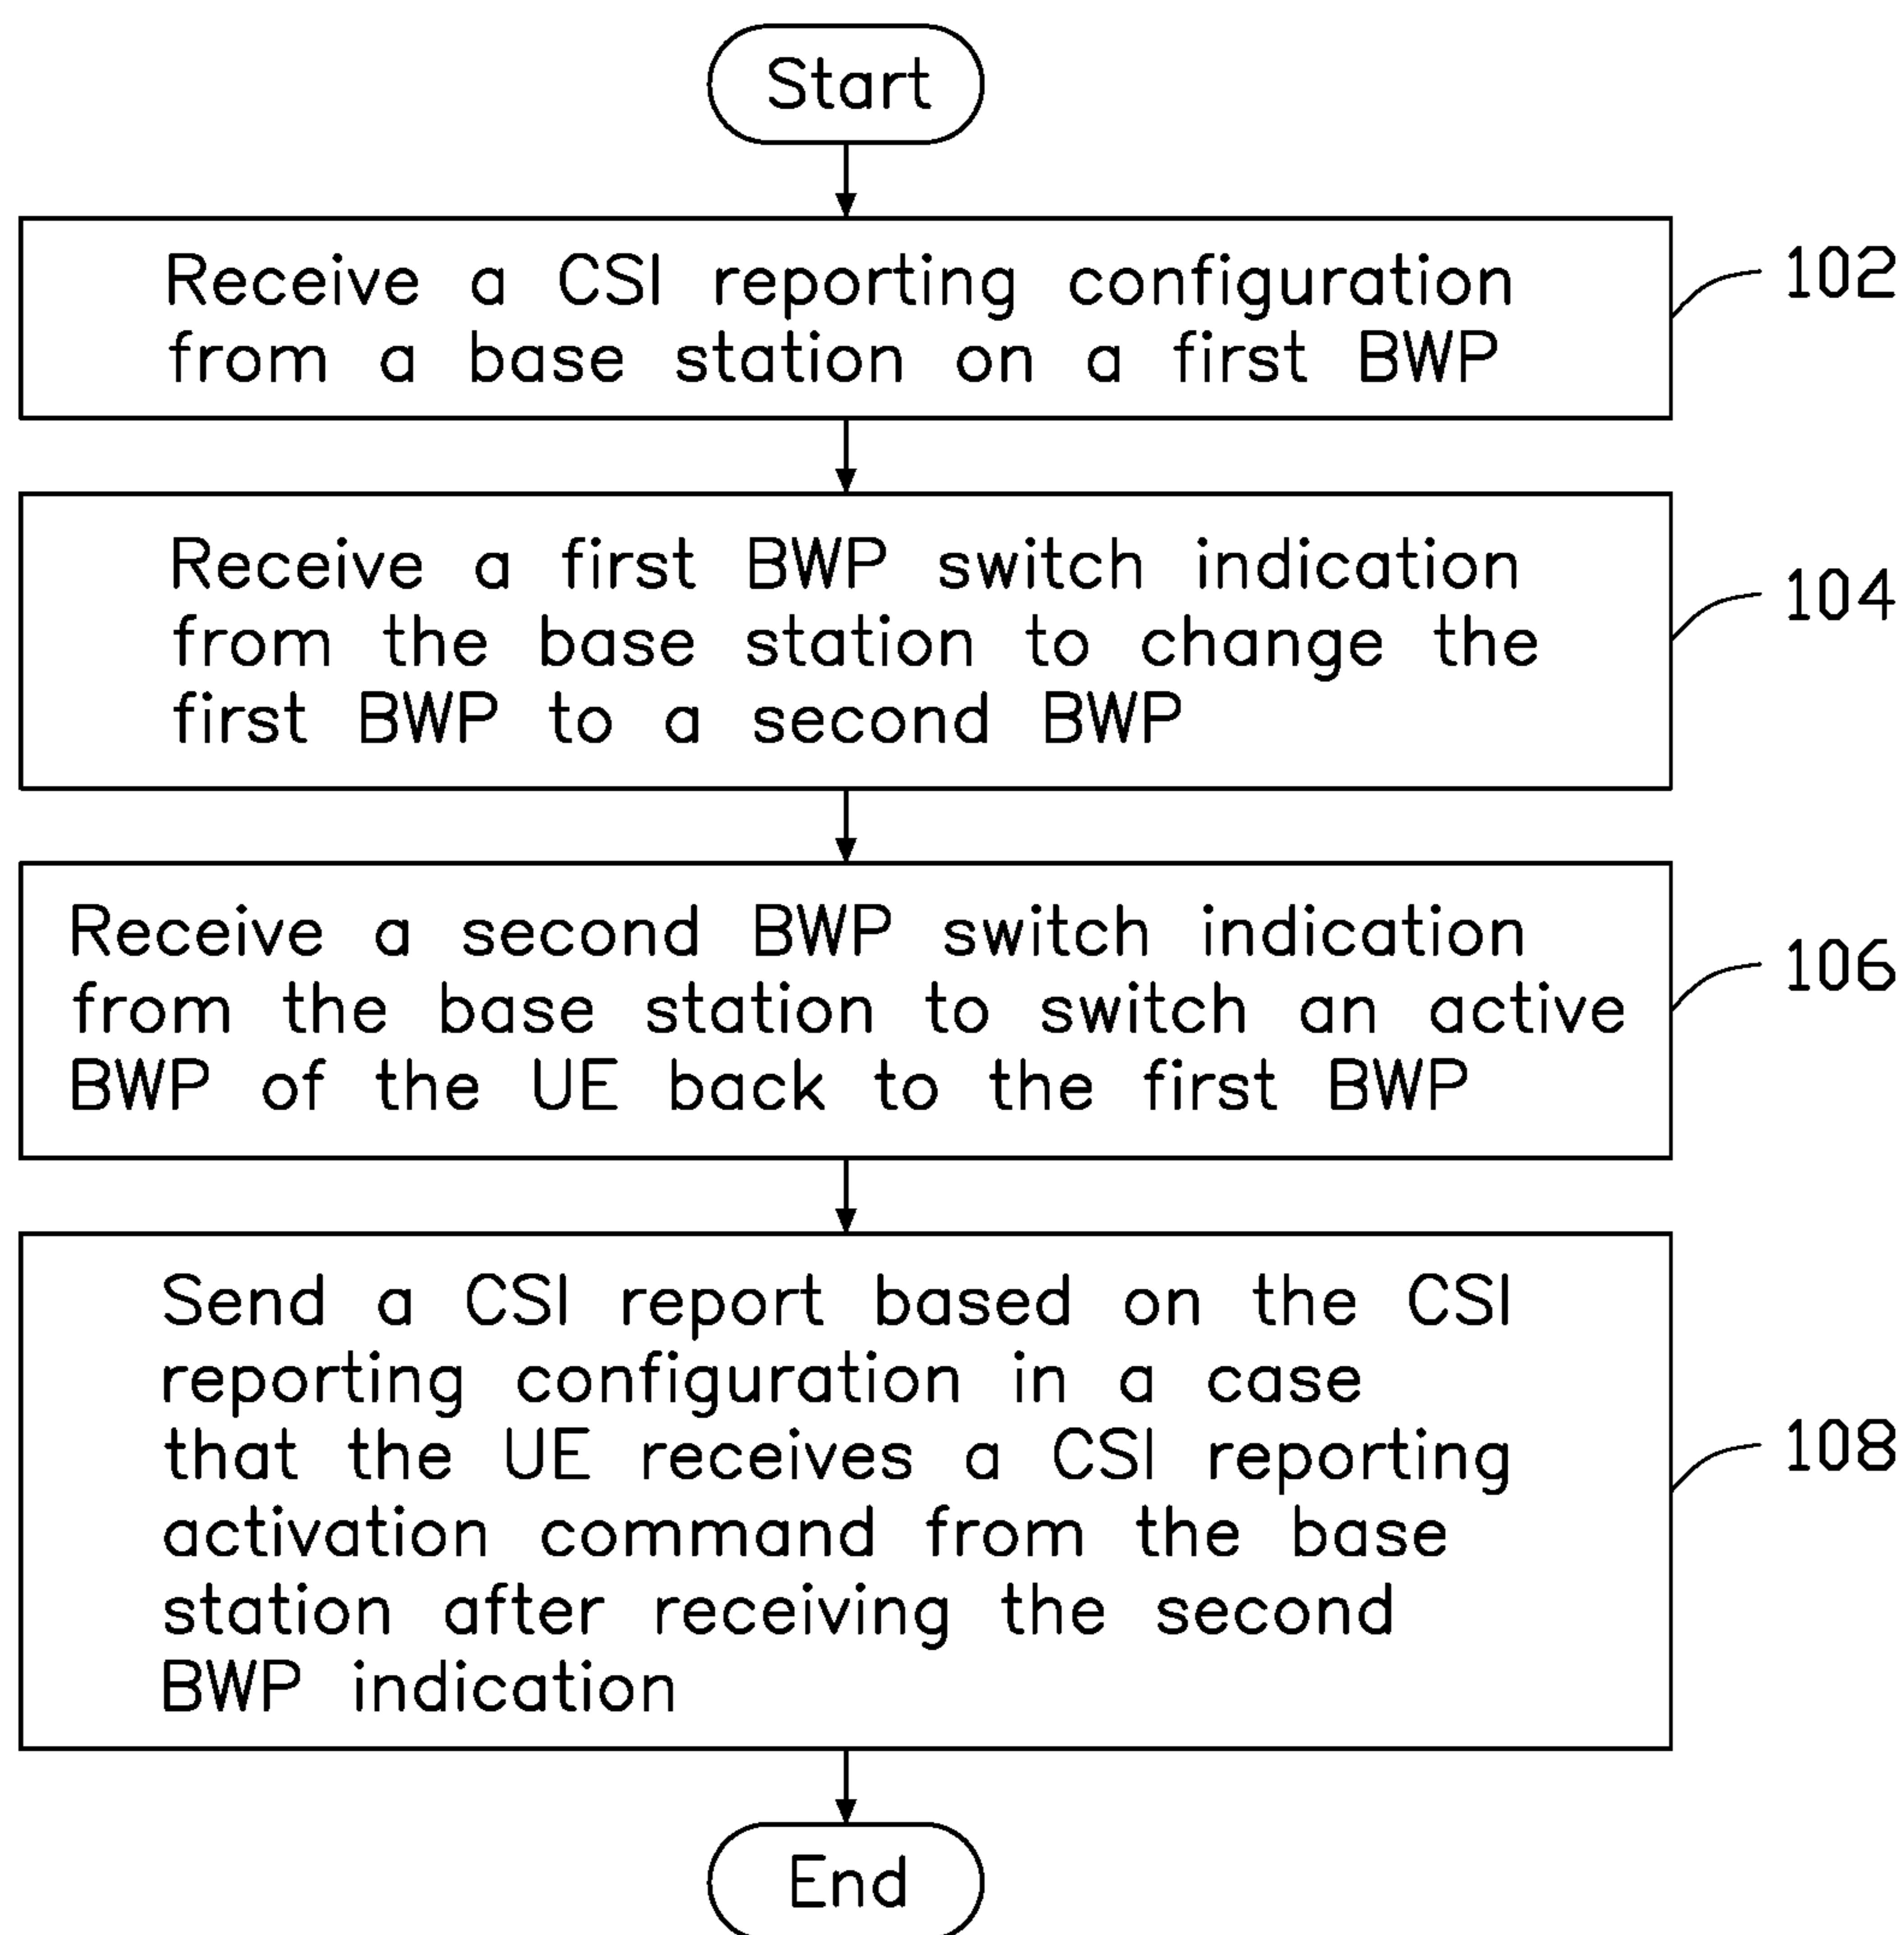 Start
Receive a CSI reporting configuration
from a base station on a first BWP
102
Receive a first BWP switch indication
from the base station to change the
first BWP to a second BWP
104
Receive a second BWP switch indication
from the base station to switch an active
BWP of the UE back to the first BWP
106
Send a CSI report based on the CSI
reporting configuration in a case
that the UE receives a CSI reporting
activation command from the base
station after receiving the second
BWP indication
108
End